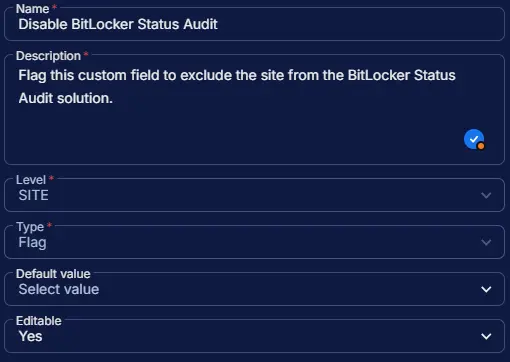 Name *
Disable BitLocker Status Audit
Description *
Flag this custom field to exclude the site from the BitLocker Status
Audit solution.
Level *
SITE
Type *
Flag
Default value
Select value
Editable
Yes